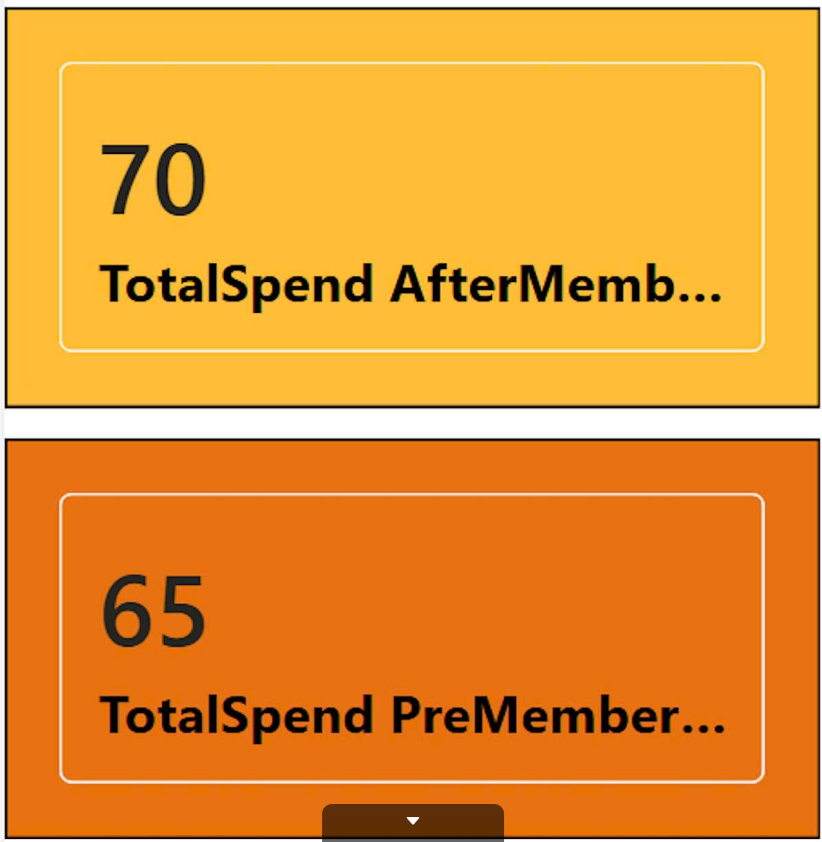 70
TotalSpend AfterMemb...
65
TotalSpend PreMember...